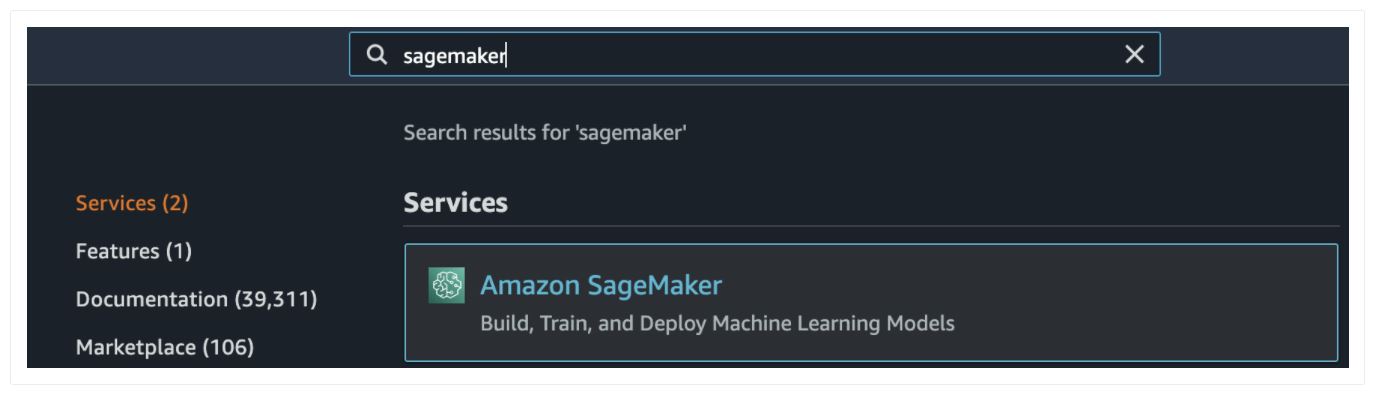 sagemaker
Search results for 'sagemaker'
Services (2)
Features (1)
Documentation (39,311)
Marketplace (106)
Services
Amazon SageMaker
Build, Train, and Deploy Machine Learning Models